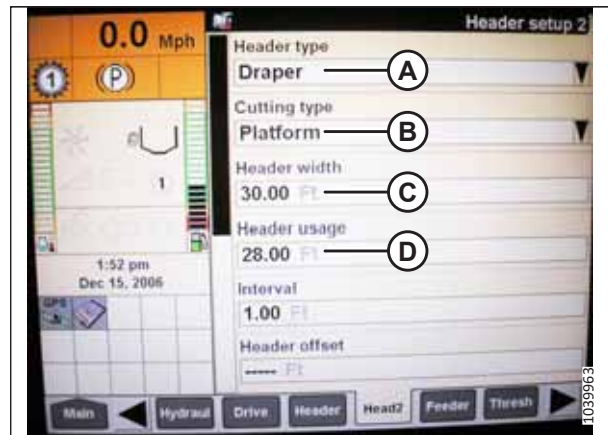 0.0 Mph
Header setup 2
1
(P)
Header type
Draper
A
Cutting type
Platform
B
Header width
30.00 Ft
C
Header usage
28.00 Ft
D
Interval
1.00 Ft
Header offset
----- Ft
1
1:52 pm
Dec 15, 2006
GPS
Main
Hydraul
Drive
Header
Head2
Feeder
Thresh
1039963